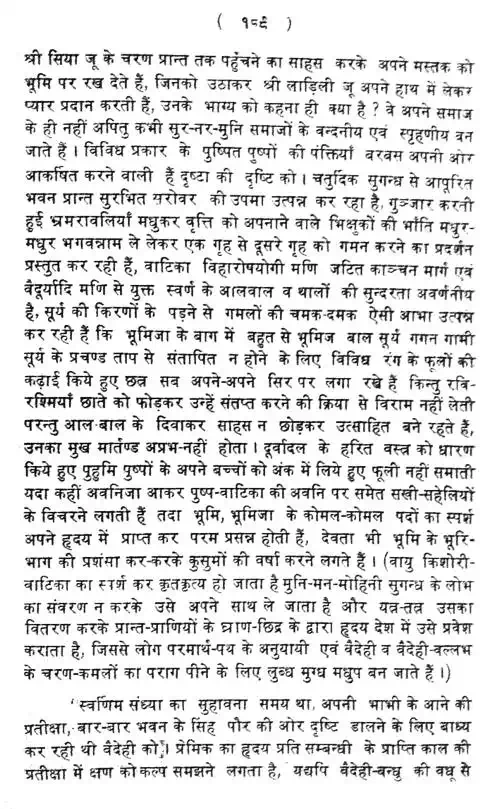 ( १८९ )
श्री सिया जू के चरण प्रान्त तक पहुँचने का साहस करके अपने मस्तक को
भूमि पर रख देते हैं, जिनको उठाकर श्री लाड़िली जू अपने हाथ में लेकर
प्यार प्रदान करती हैं, उनके भाग्य को कहना ही क्या है ? वे अपने समाज
के ही नहीं अपितु कभी सुर-नर-मुनि समाजों के वन्दनीय एवं स्पृहणीय बन
जाते हैं । विविध प्रकार के पुष्पित पुष्पों की पंक्तियाँ बरबस अपनी ओर
आकर्षित करने वाली हैं दृष्टा की दृष्टि को । चतुर्दिक सुगन्ध से आपूरित
भवन प्रान्त सुरभित सरोवर की उपमा उत्पन्न कर रहा है, गुञ्जार करती
हुई भ्रमरावलियाँ मधुकर वृत्ति को अपनाने वाले भिक्षुकों की भाँति मधुर-
मधुर भगवन्नाम ले लेकर एक गृह से दूसरे गृह को गमन करने का प्रदर्शन
प्रस्तुत कर रही हैं, वाटिका विहारोपयोगी मणि जटित काञ्चन मार्ग एवं
वैदूर्यादि मणि से युक्त स्वर्ण के आलवाल व थालों की सुन्दरता अवर्णनीय
है, सूर्य की किरणों के पड़ने से गमलों की चमक-दमक ऐसी आभा उत्पन्न
कर रही हैं कि भूमिजा के बाग में बहुत से भूमिज बाल सूर्य गगन गामी
सूर्य के प्रचण्ड ताप से संतापित न होने के लिए विविध रंग के फूलों की
कढ़ाई किये हुए छत्र सब अपने-अपने सिर पर लगा रखे हैं किन्तु रवि-
रश्मियाँ छाते को फोड़कर उन्हें संतप्त करने की क्रिया से विराम नहीं लेती
परन्तु आल-बाल के दिवाकर साहस न छोड़कर उत्साहित बने रहते हैं,
उनका मुख मार्तण्ड अप्रभ-नहीं होता । दूर्वादल के हरित वस्त्र को धारण
किये हुए पुहुमि पुष्पों के अपने बच्चों को अंक में लिये हुए फूली नहीं समाती
यदा कहीं अवनिजा आकर पुष्प-वाटिका की अवनि पर समेत सखी-सहेलियों
के विचरने लगती हैं तदा भूमि, भूमिजा के कोमल-कोमल पदों का स्पर्श
अपने हृदय में प्राप्त कर परम प्रसन्न होती हैं, देवता भी भूमि के भूरि-
भाग की प्रशंसा कर-करके कुसुमों की वर्षा करने लगते हैं । (वायु किशोरी-
वाटिका का स्पर्श कर कृतकृत्य हो जाता है मुनि-मन-मोहिनी सुगन्ध के लोभ
का संवरण न करके उसे अपने साथ ले जाता है और यत्र-तत्र उसका
वितरण करके प्रान्त-प्राणियों के घ्राण-छिद्र के द्वारा हृदय देश में उसे प्रवेश
कराता है, जिससे लोग परमार्थ-पथ के अनुयायी एवं वैदेही व वैदेही-वल्लभ
के चरण-कमलों का पराग पीने के लिए लुब्ध मुग्ध मधुप बन जाते हैं ।)
'स्वर्णिम संध्या का सुहावना समय था, अपनी भाभी के आने की
प्रतीक्षा, बार-बार भवन के सिंह पौर की ओर दृष्टि डालने के लिए बाध्य
कर रही थी वैदेही को । प्रेमिक का हृदय प्रति सम्बन्धी के प्राप्ति काल की
प्रतीक्षा में क्षण को कल्प समझने लगता है, यद्यपि वैदेही-बन्धु की वधू से